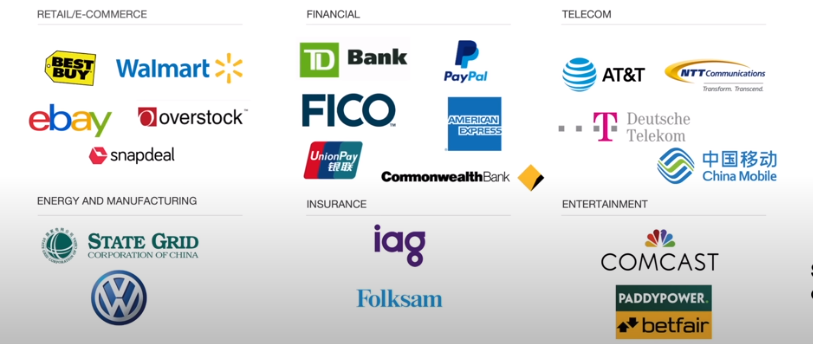 RETAIL/E-COMMERCE
BEST
BUY
Walmart
ebay
overstock™
snapdeal
FINANCIAL
TD Bank
PayPal
FICO
AMERICAN
EXPRESS
UnionPay
银联
CommonwealthBank
TELECOM
AT&T
NTT Communications
Transform. Transcend.
T Deutsche
Telekom
中国移动
China Mobile
ENERGY AND MANUFACTURING
STATE GRID
CORPORATION OF CHINA
VW
INSURANCE
iag
Folksam
ENTERTAINMENT
COMCAST
PADDYPOWER.
betfair